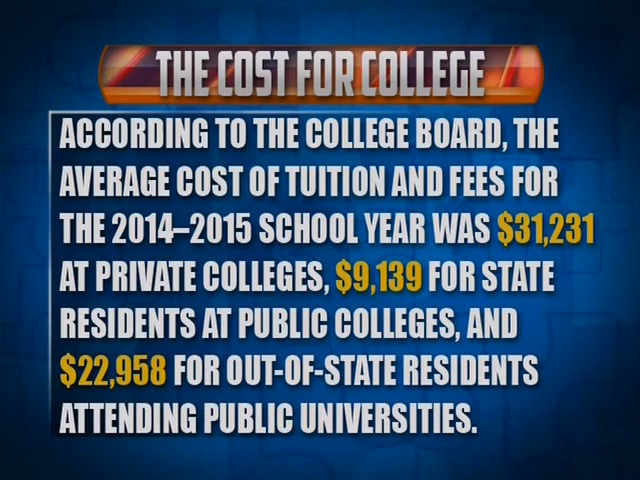 THE COST FOR COLLEGE
ACCORDING TO THE COLLEGE BOARD, THE
AVERAGE COST OF TUITION AND FEES FOR
THE 2014–2015 SCHOOL YEAR WAS $31,231
AT PRIVATE COLLEGES, $9,139 FOR STATE
RESIDENTS AT PUBLIC COLLEGES, AND
$22,958 FOR OUT-OF-STATE RESIDENTS
ATTENDING PUBLIC UNIVERSITIES.